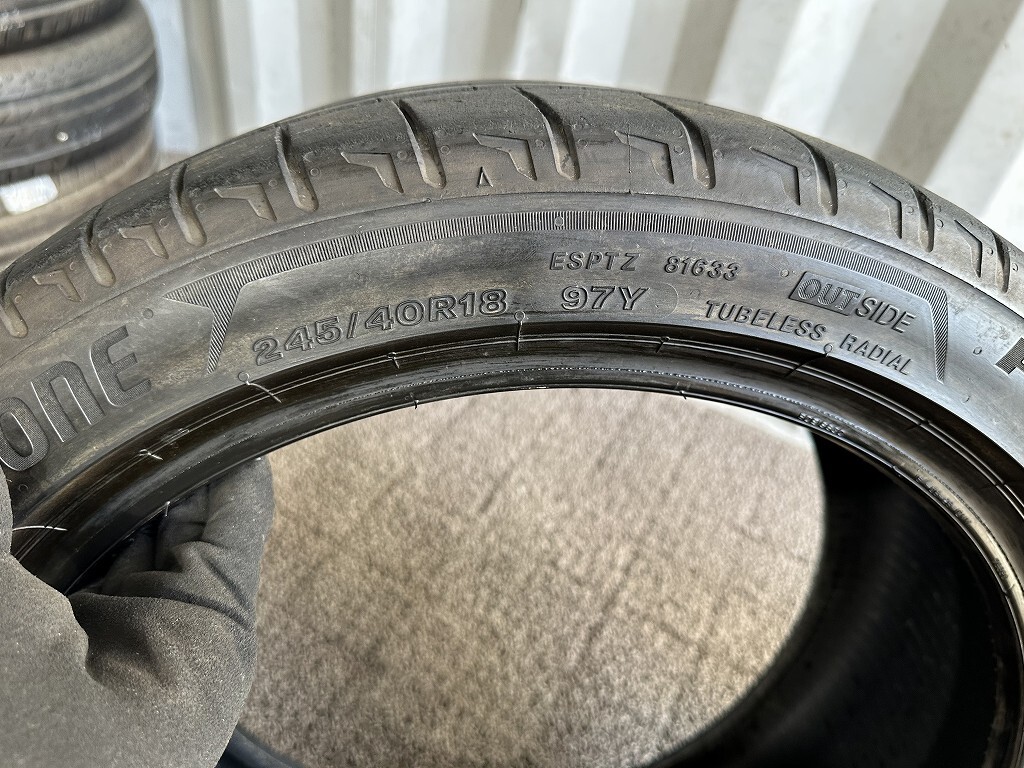 ONE
245/40R18 97Y
ESPTZ 81633
TUBELESS RADIAL
OUTSIDE